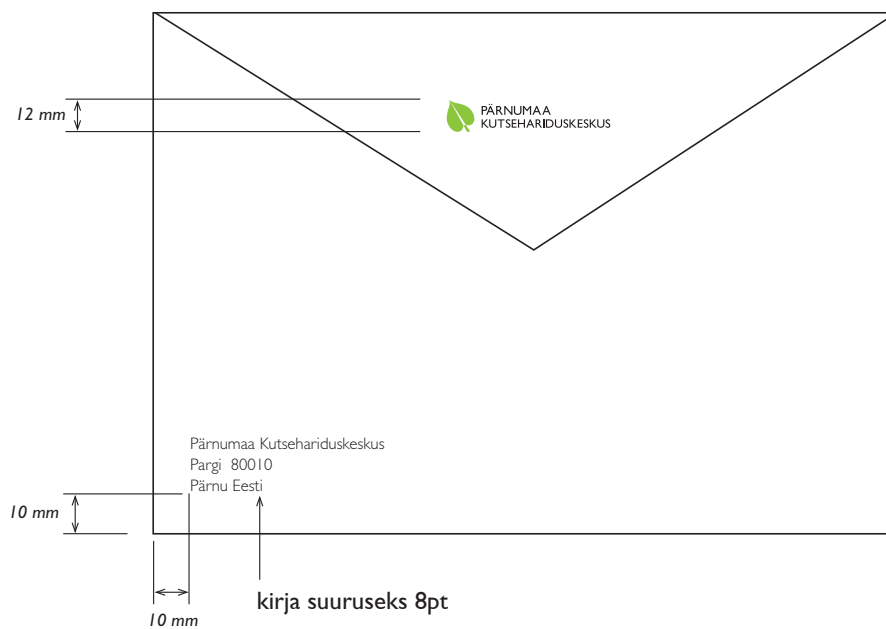 12 mm
PÄRNUMAA
KUTSEHARIDUSKESKUS
Pärnumaa Kutsehariduskeskus
Pargi 80010
Pärnu Eesti
10 mm
kirja suuruseks 8pt
10 mm